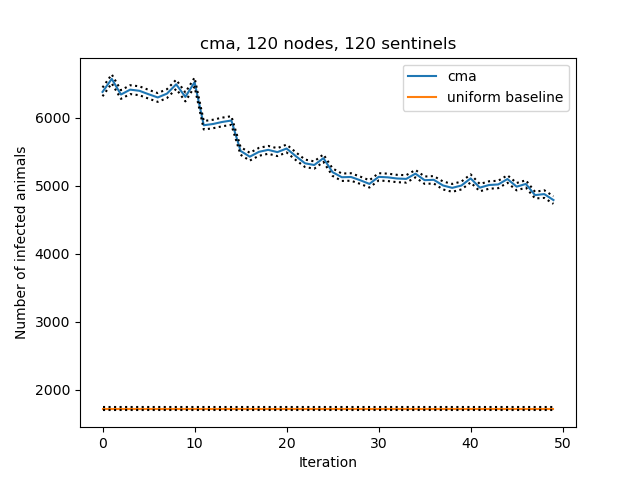 cma, 120 nodes, 120 sentinels
cma
uniform baseline
Number of infected animals
6000
5000
4000
3000
2000
0 10 20 30 40 50
Iteration